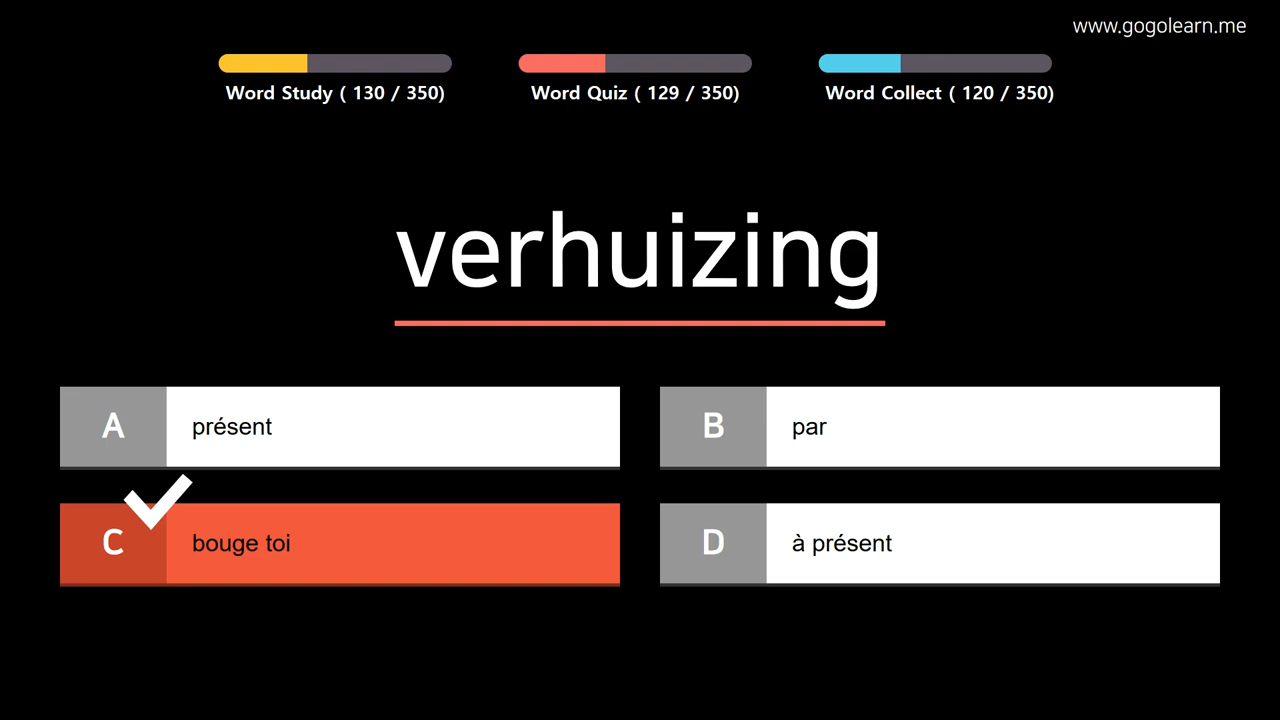 www.gogolearn.me
Word Study ( 130 / 350)
Word Quiz ( 129 / 350)
Word Collect ( 120 / 350)
verhuizing
A présent
B par
C bouge toi
D à présent